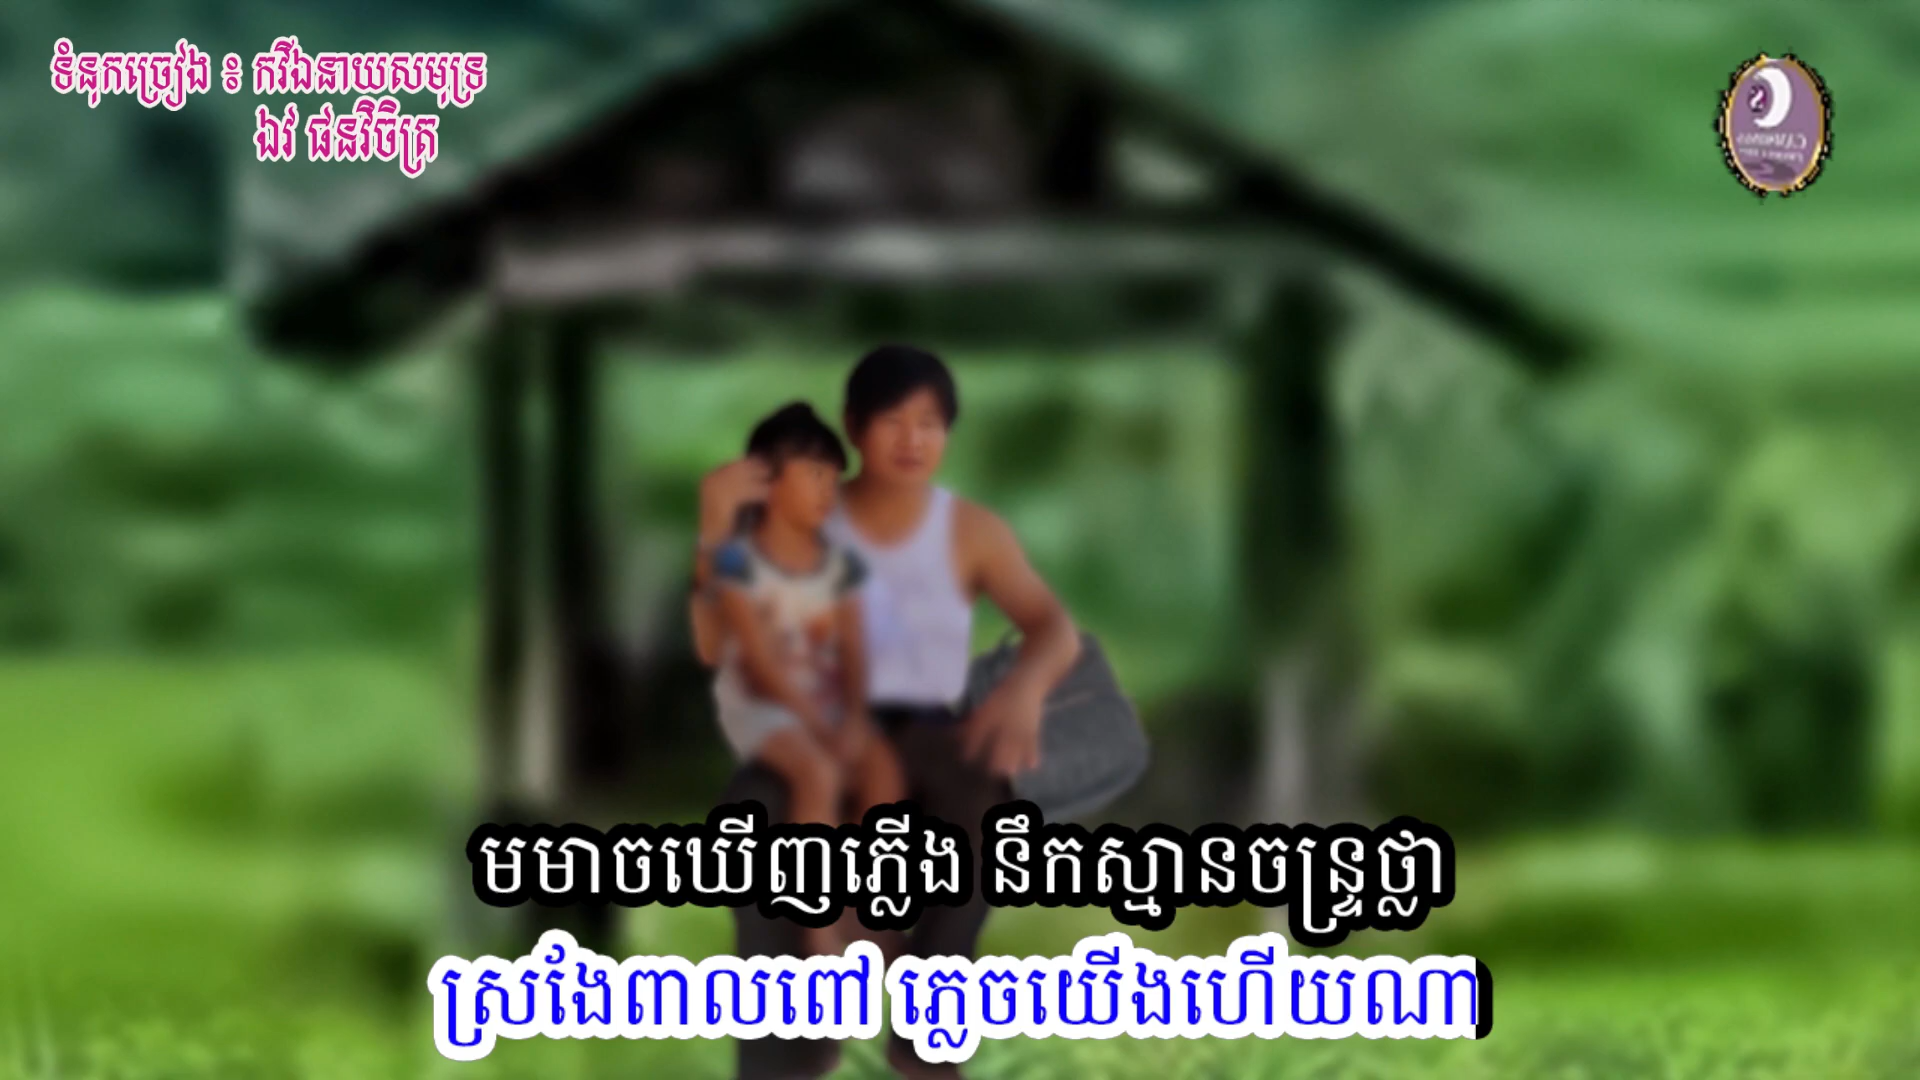 ទំនុកច្រៀង ៖ កវីឯនាយសមុទ្រ
ឯវ ផនវិចិត្រ
មមាចឃើញភ្លើង នឹកស្មានចន្ទ្រថ្លា
ស្រងែពាលពៅ ភ្លេចយើងហើយណា